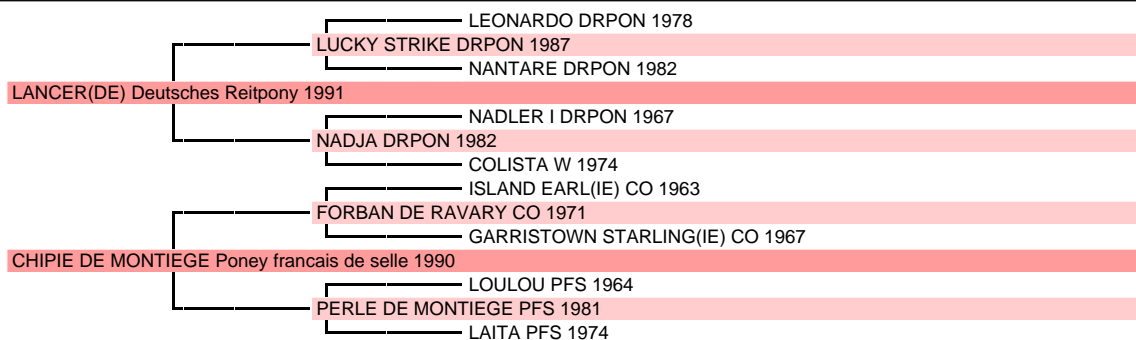 LEONARDO DRPON 1978
LUCKY STRIKE DRPON 1987
NANTARE DRPON 1982
LANCER(DE) Deutsches Reitpony 1991
NADLER I DRPON 1967
NADJA DRPON 1982
COLISTA W 1974
ISLAND EARL(IE) CO 1963
FORBAN DE RAVARY CO 1971
GARRISTOWN STARLING(IE) CO 1967
CHIPIE DE MONTIEGE Poney francais de selle 1990
LOULOU PFS 1964
PERLE DE MONTIEGE PFS 1981
LAITA PFS 1974